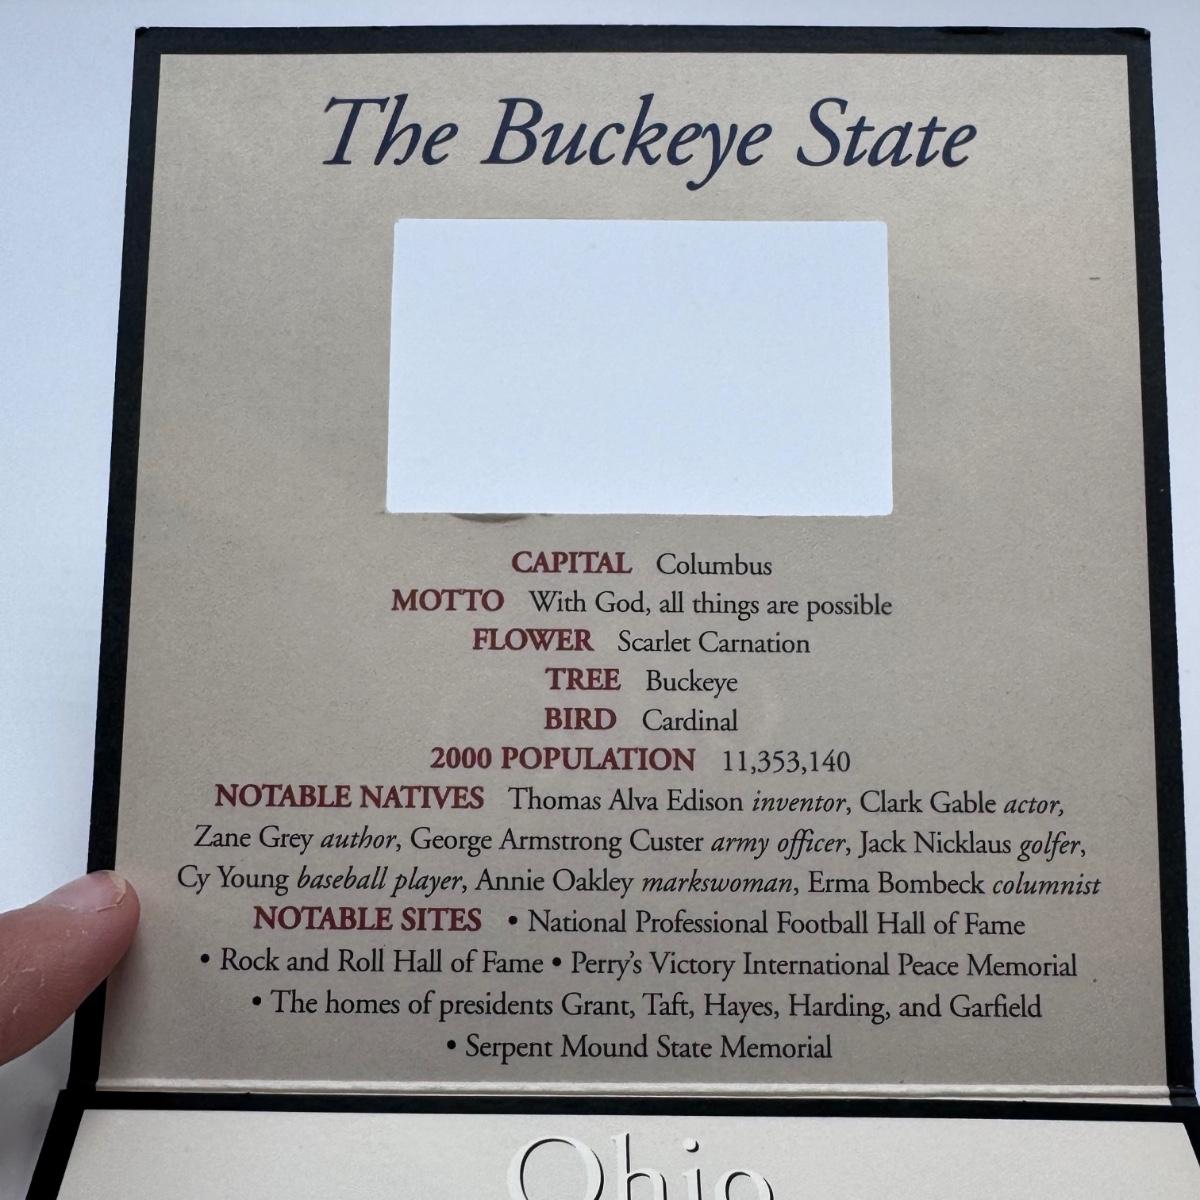 The Buckeye State
CAPITAL Columbus
MOTTO With God, all things are possible
FLOWER Scarlet Carnation
TREE Buckeye
BIRD Cardinal
2000 POPULATION 11,353,140
NOTABLE NATIVES Thomas Alva Edison inventor, Clark Gable actor,
Zane Grey author, George Armstrong Custer army officer, Jack Nicklaus golfer,
Cy Young baseball player, Annie Oakley markswoman, Erma Bombeck columnist
NOTABLE SITES • National Professional Football Hall of Fame
• Rock and Roll Hall of Fame • Perry's Victory International Peace Memorial
• The homes of presidents Grant, Taft, Hayes, Harding, and Garfield
• Serpent Mound State Memorial
Ohio